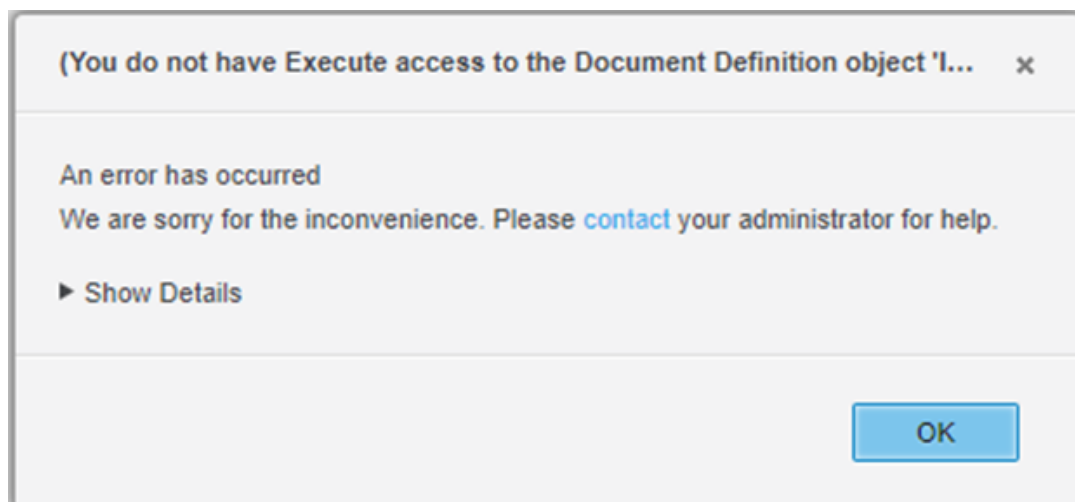 (You do not have Execute access to the Document Definition object 'I...
An error has occurred
We are sorry for the inconvenience. Please contact your administrator for help.
Show Details
OK